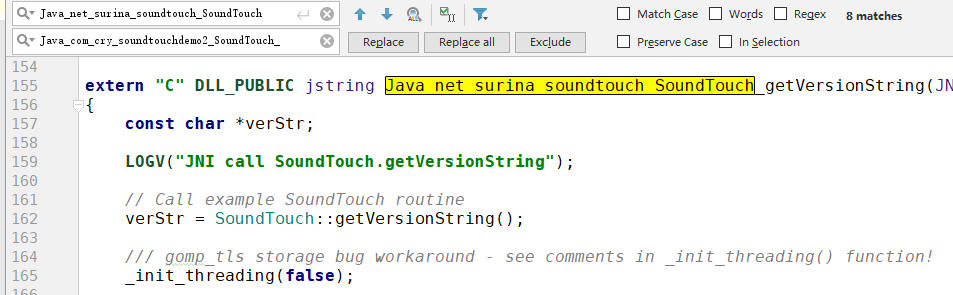 Java_net_surina_soundtouch_SoundTouch Match Case Words Regex 8 matches
Java_com_cry_soundtouchdemo2_SoundTouch_ Replace Replace all Exclude Preserve Case In Selection
154
155 extern "C" DLL_PUBLIC jstring Java_net_surina_soundtouch_SoundTouch_getVersionString(JN
156 {
157 const char *verStr;
158
159 LOGV("JNI call SoundTouch.getVersionString");
160
161 // Call example SoundTouch routine
162 verStr = SoundTouch::getVersionString();
163
164 /// gomp_tls storage bug workaround - see comments in _init_threading() function!
165 _init_threading(false);